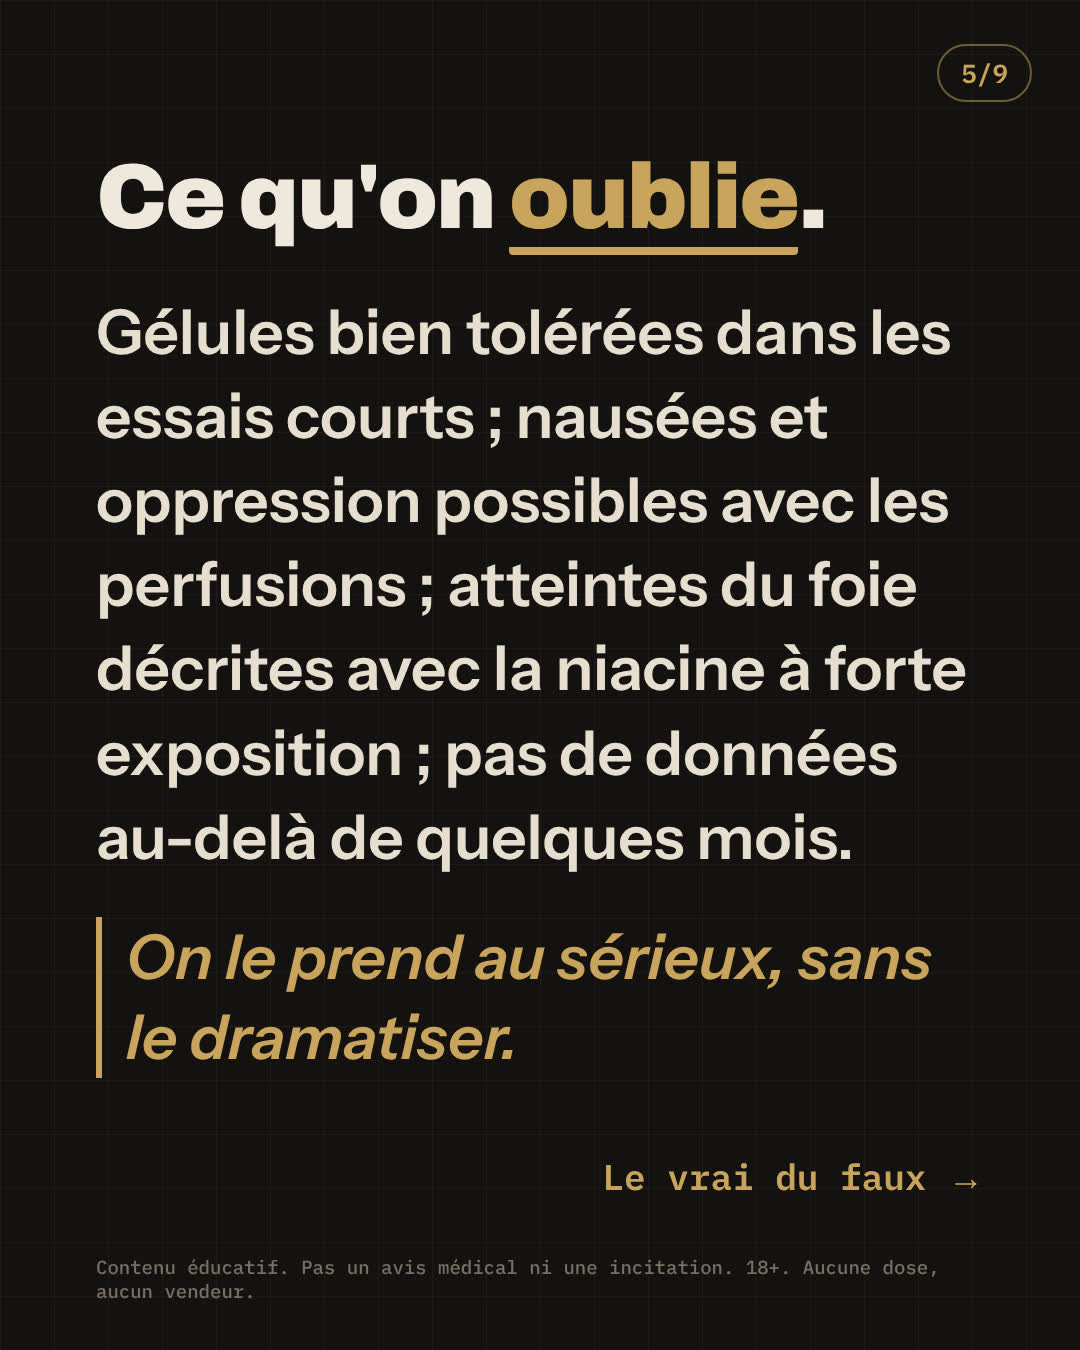 5/9
Ce qu'on oublie.
Gélules bien tolérées dans les
essais courts ; nausées et
oppression possibles avec les
perfusions ; atteintes du foie
décrites avec la niacine à forte
exposition ; pas de données
au-delà de quelques mois.
On le prend au sérieux, sans
le dramatiser.
Le vrai du faux →
Contenu éducatif. Pas un avis médical ni une incitation. 18+. Aucune dose,
aucun vendeur.